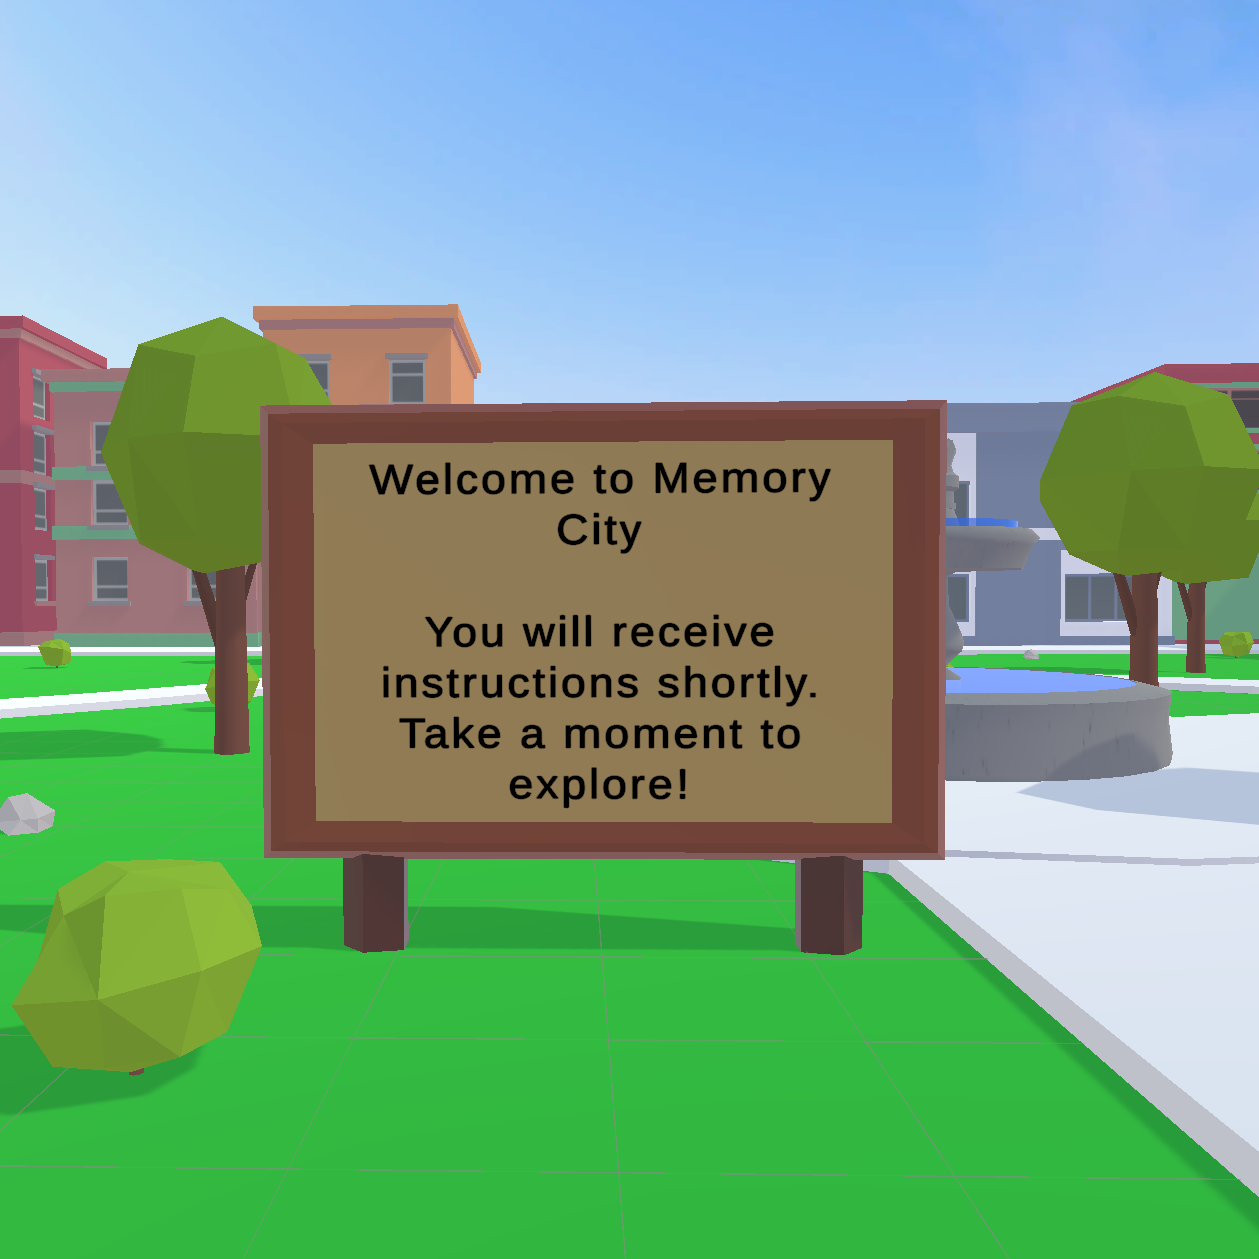 Welcome to Memory
City
You will receive
instructions shortly.
Take a moment to
explore!